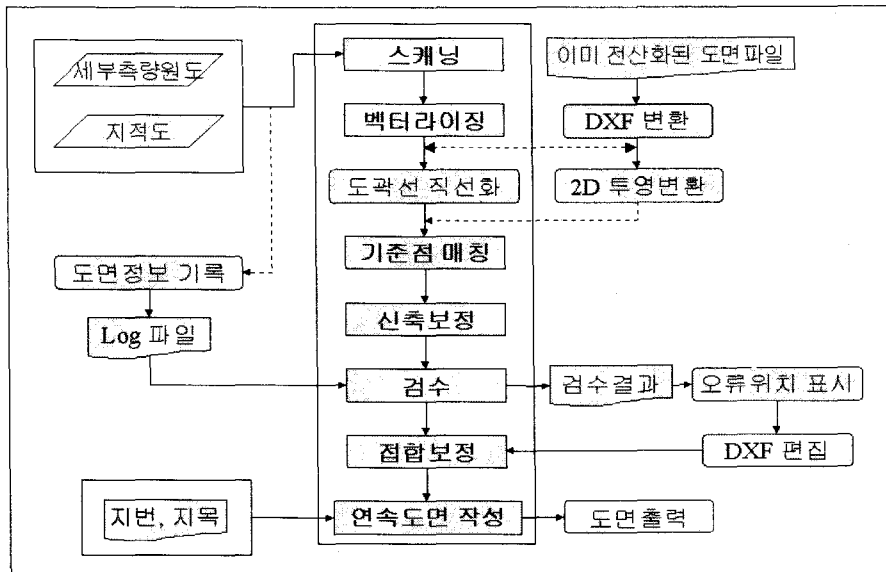 세부측량원도
지적도
스캐닝
이미 전산화된 도면파일
벡터라이징
DXF 변환
도곽선 직선화
2D 투영변환
기준점 매칭
도면정보 기록
신축보정
Log 파일
검수
검수결과
오류위치 표시
접합보정
DXF 편집
지번, 지목
연속도면 작성
도면출력